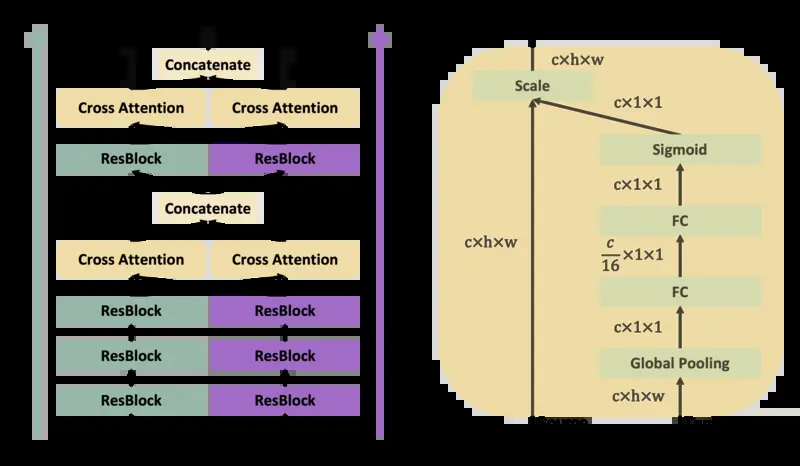 Concatenate
Cross Attention Cross Attention
ResBlock ResBlock
Concatenate
Cross Attention Cross Attention
ResBlock ResBlock
ResBlock ResBlock
ResBlock ResBlock
c×h×w
Scale
c×1×1
Sigmoid
c×1×1
FC
c×h×w
c/16 ×1×1
FC
c×1×1
Global Pooling
c×h×w